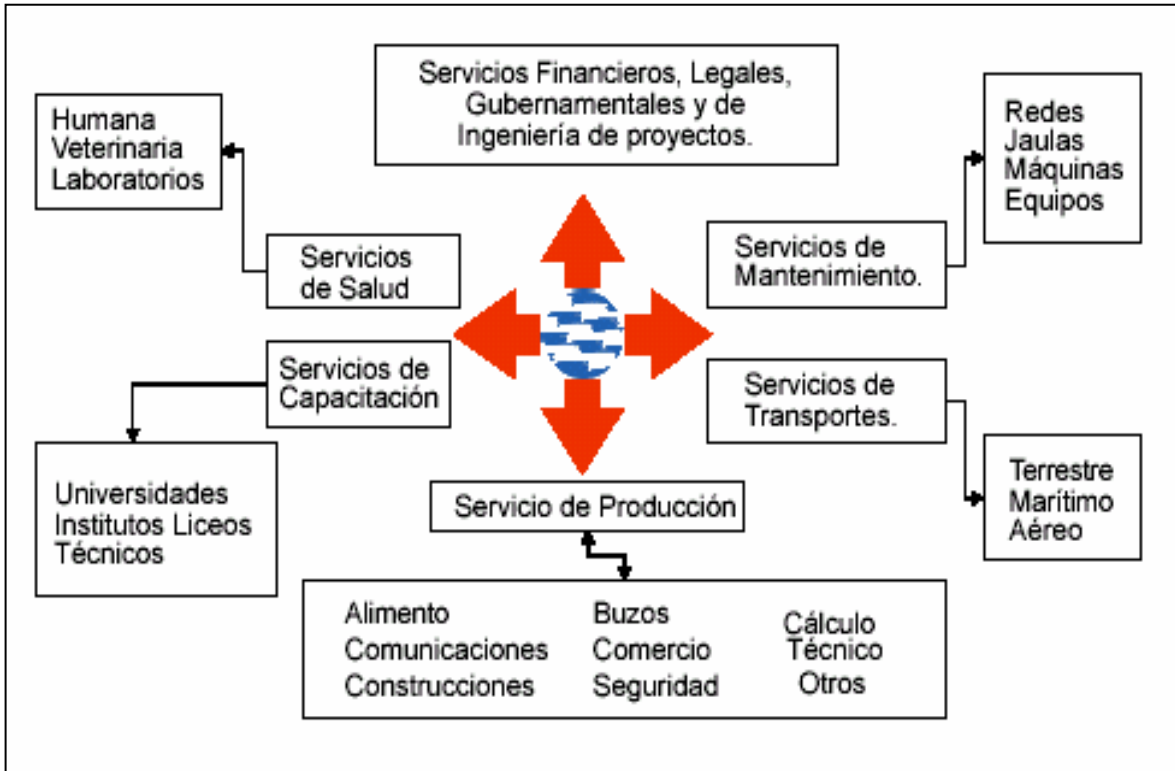 Servicios Financieros, Legales,
Gubernamentales y de
Ingeniería de proyectos.
Humana
Veterinaria
Laboratorios
Redes
Jaulas
Máquinas
Equipos
Servicios
de Salud
Servicios de
Mantenimiento.
Servicios de
Capacitación
Servicios de
Transportes.
Universidades
Institutos Liceos
Técnicos
Terrestre
Marítimo
Aéreo
Servicio de Producción
Alimento
Comunicaciones
Construcciones
Buzos
Comercio
Seguridad
Cálculo
Técnico
Otros